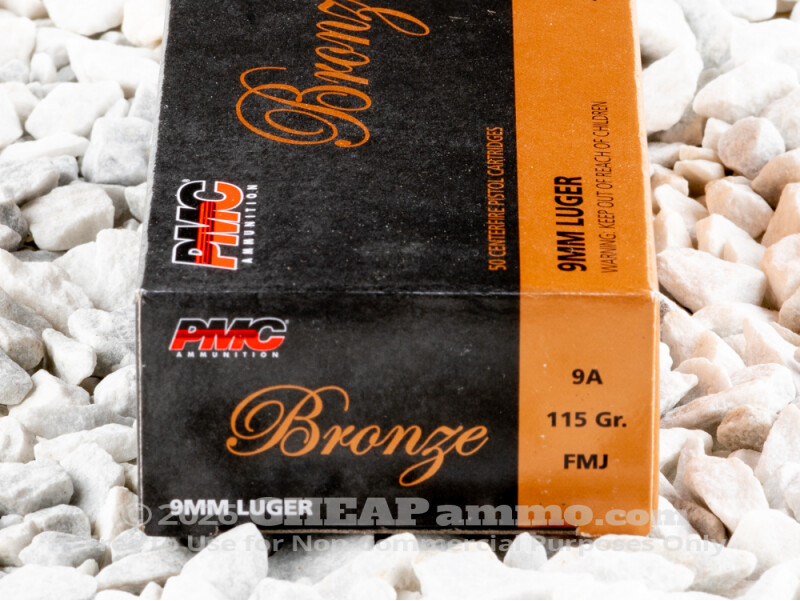 Bronze
50 CENTERFIRE PISTOL CARTRIDGES
9MM LUGER
WARNING: KEEP OUT OF REACH OF CHILDREN
PMC
AMMUNITION
PMC
AMMUNITION
Bronze
9MM LUGER
9A
115 Gr.
FMJ
© 2026 CHEAPammo.com
To Use for Non-Commercial Purposes Only